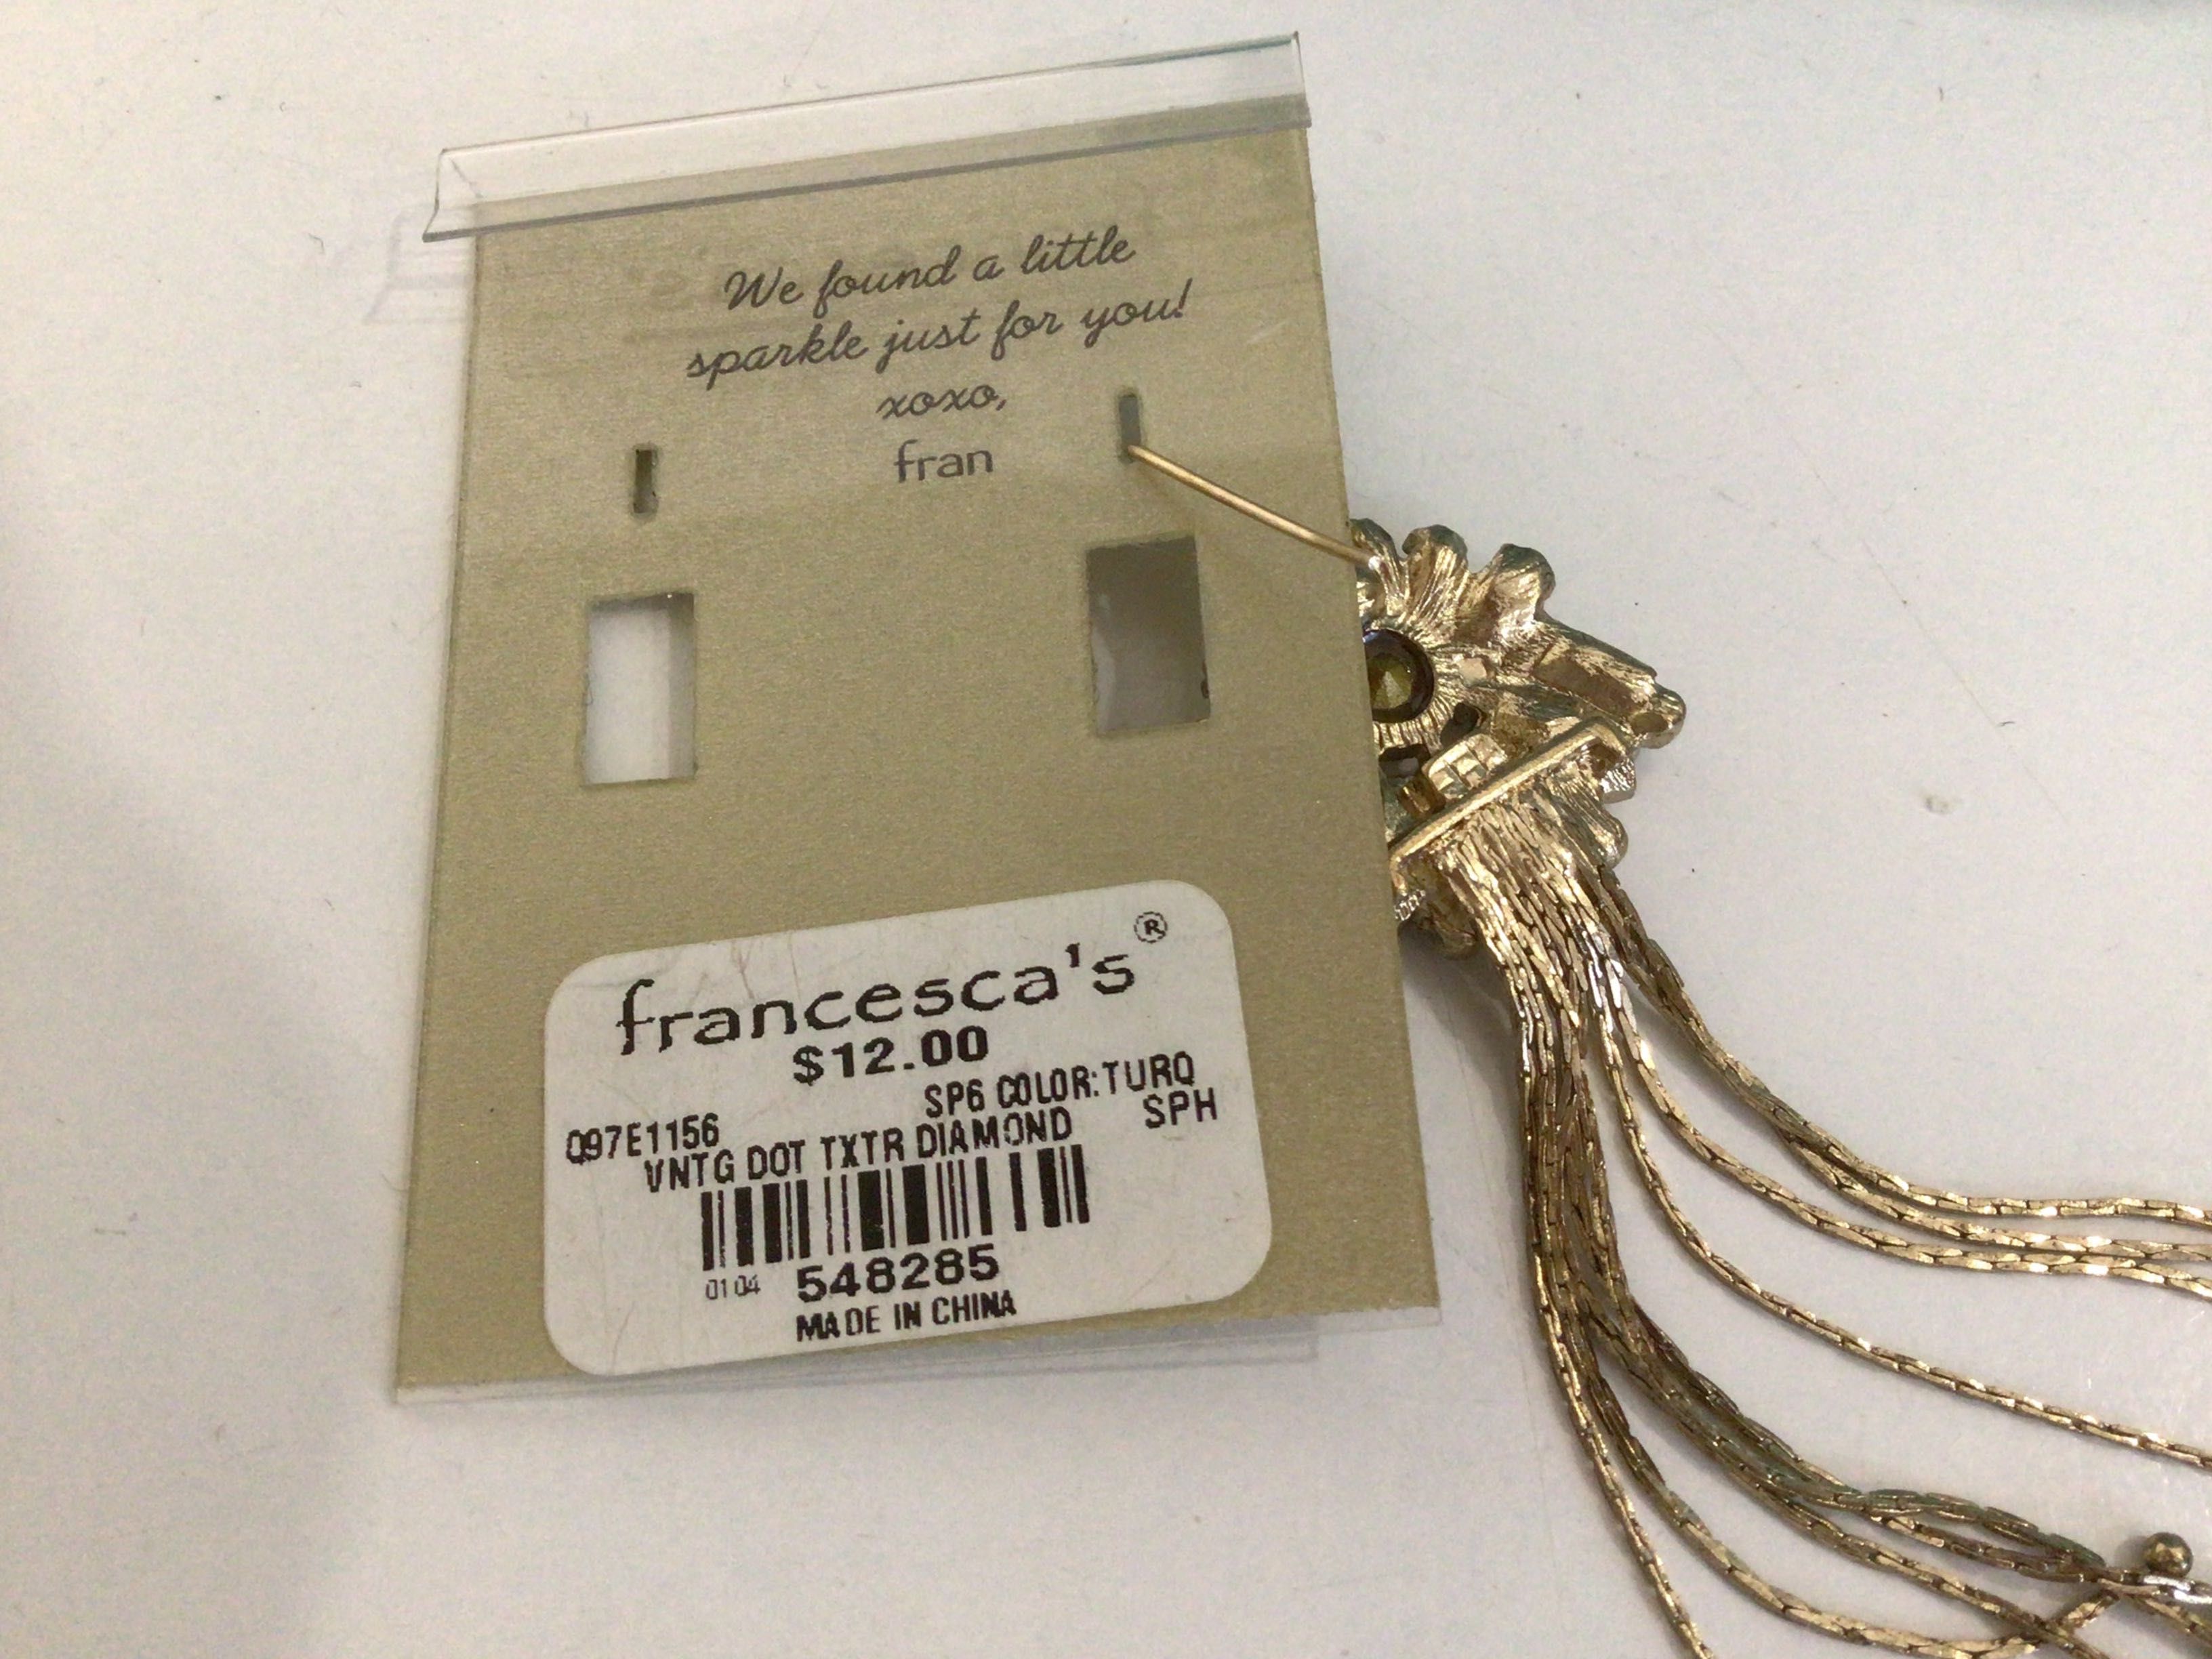 We found a little
sparkle just for you!
xoxo,
fran
francesca's®
$12.00
SP6 COLOR:TURQ
097E1156 SPH
VNTG DOT TXTR DIAMOND
0104 548285
MADE IN CHINA